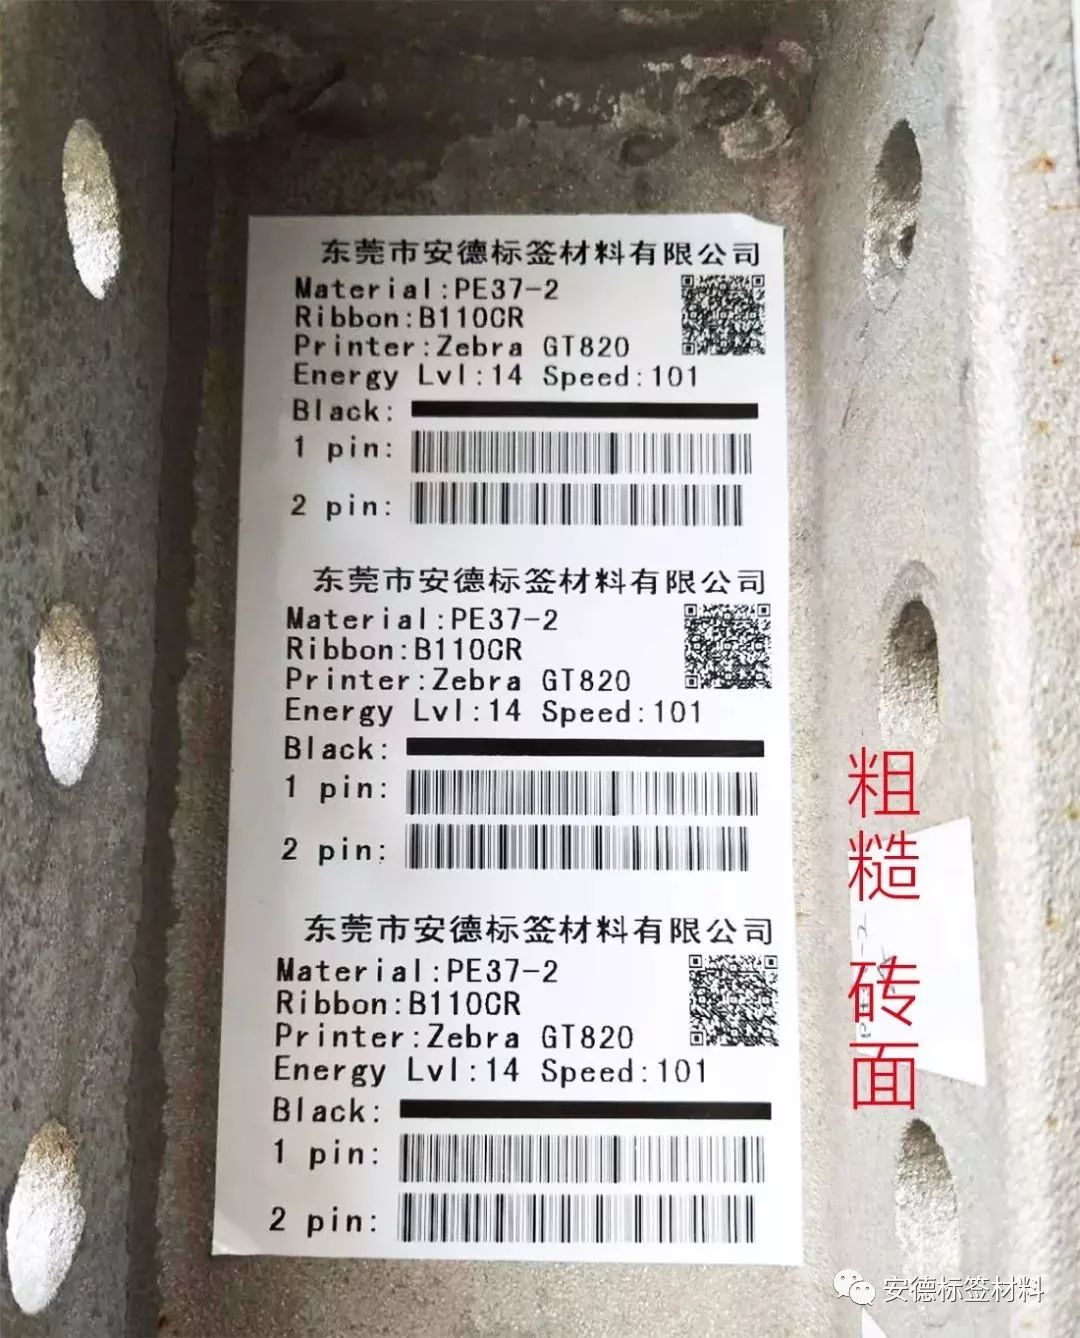 东莞市安德标签材料有限公司
Material:PE37-2
Ribbon:B110CR
Printer:Zebra GT820
Energy Lvl:14 Speed:101
Black:
1 pin:
2 pin:
东莞市安德标签材料有限公司
Material:PE37-2
Ribbon:B110CR
Printer:Zebra GT820
Energy Lvl:14 Speed:101
Black:
1 pin:
2 pin:
东莞市安德标签材料有限公司
Material:PE37-2
Ribbon:B110CR
Printer:Zebra GT820
Energy Lvl:14 Speed:101
Black:
1 pin:
2 pin:
粗糙 砖面
安德标签材料